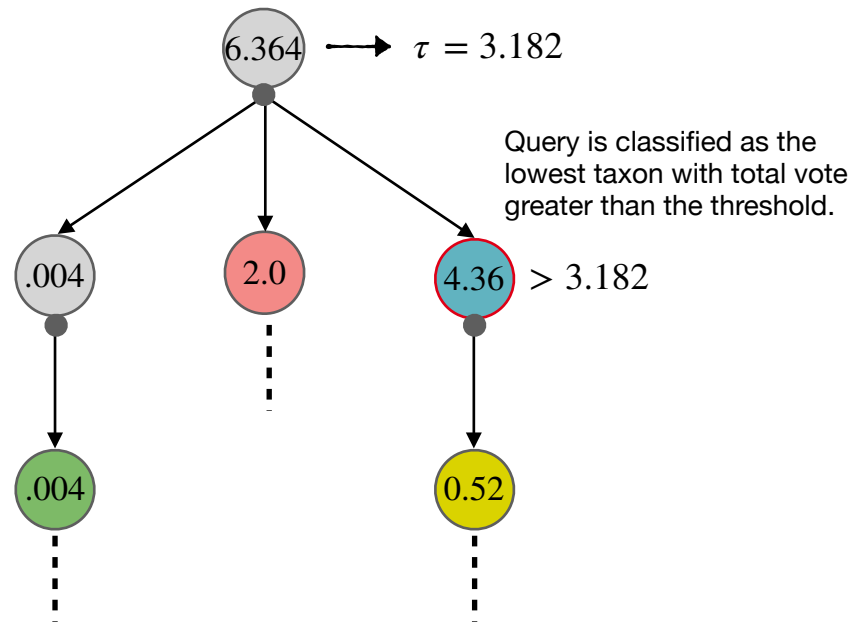 6.364 → τ = 3.182
Query is classified as the
lowest taxon with total vote
greater than the threshold.
.004
2.0
4.36 > 3.182
.004
0.52